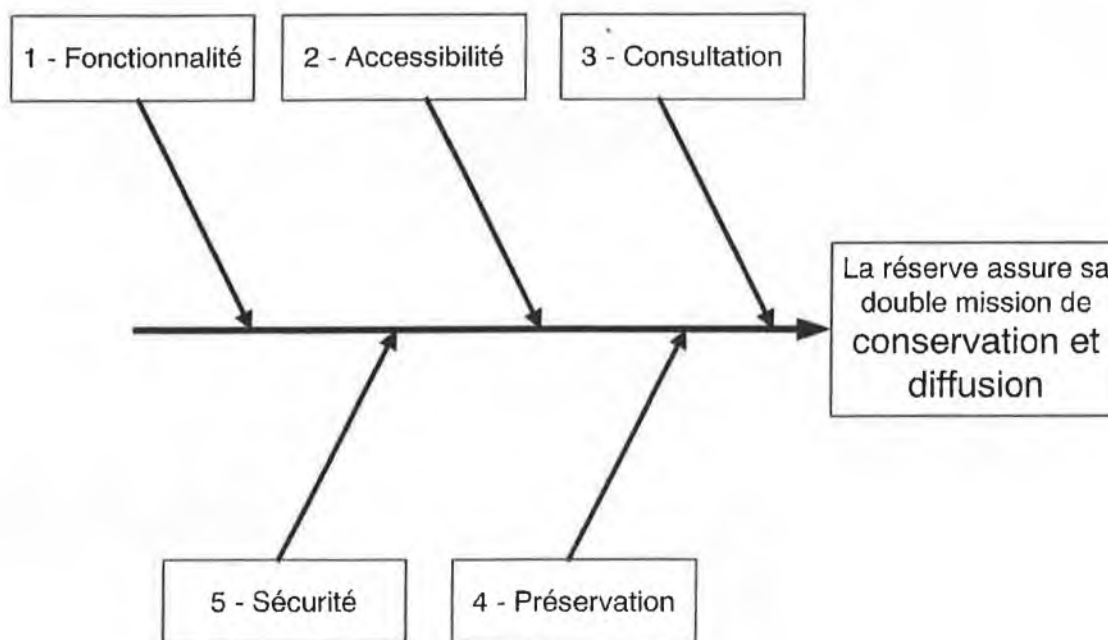 1 - Fonctionnalité
2 - Accessibilité
3 - Consultation
La réserve assure sa
double mission de
conservation et
diffusion
5 - Sécurité
4 - Préservation